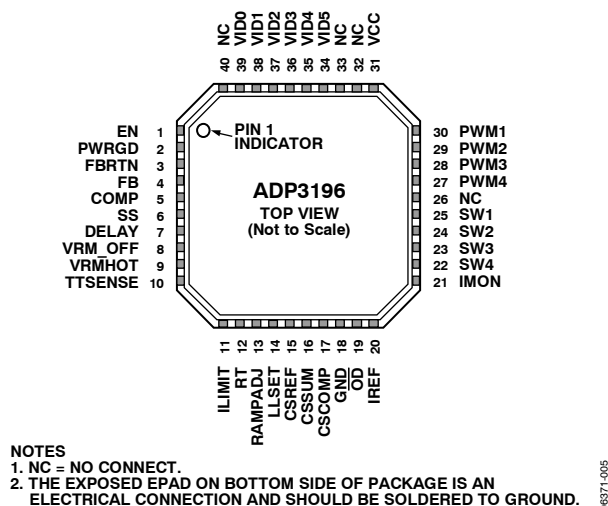 NC VID0 VID1 VID2 VID3 VID4 VID5 NC NC VCC
40 39 38 37 36 35 34 33 32 31
EN 1
PWRGD 2
FBRTN 3
FB 4
COMP 5
SS 6
DELAY 7
VRM_OFF 8
VRMHOT 9
TTSENSE 10
PIN 1
INDICATOR
ADP3196
TOP VIEW
(Not to Scale)
30 PWM1
29 PWM2
28 PWM3
27 PWM4
26 NC
25 SW1
24 SW2
23 SW3
22 SW4
21 IMON
11 12 13 14 15 16 17 18 19 20
ILIMIT RT RAMPADJ LLSET CSREF CSSUM CSCOMP GND OD IREF
NOTES
1. NC = NO CONNECT.
2. THE EXPOSED EPAD ON BOTTOM SIDE OF PACKAGE IS AN
ELECTRICAL CONNECTION AND SHOULD BE SOLDERED TO GROUND.
6371-005